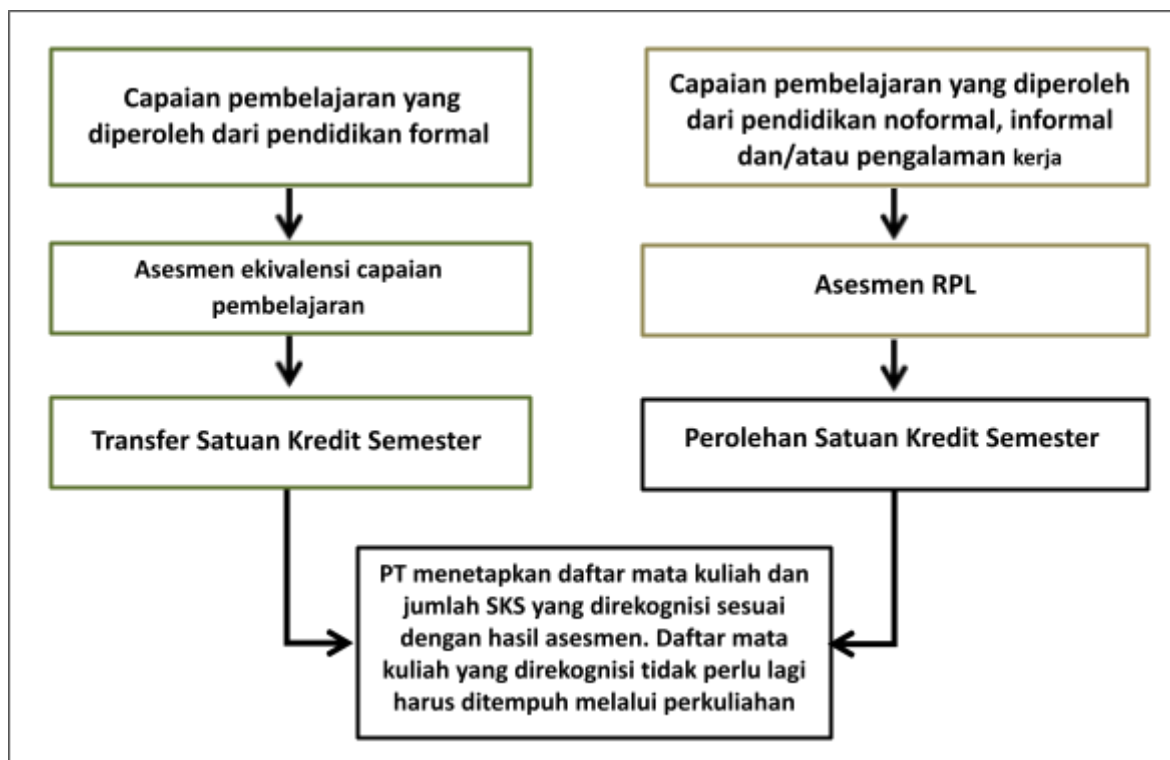 Capaian pembelajaran yang
diperoleh dari pendidikan formal
Asesmen ekivalensi capaian
pembelajaran
Transfer Satuan Kredit Semester
Capaian pembelajaran yang diperoleh
dari pendidikan noformal, informal
dan/atau pengalaman kerja
Asesmen RPL
Perolehan Satuan Kredit Semester
PT menetapkan daftar mata kuliah dan
jumlah SKS yang direkognisi sesuai
dengan hasil asesmen. Daftar mata
kuliah yang direkognisi tidak perlu lagi
harus ditempuh melalui perkuliahan